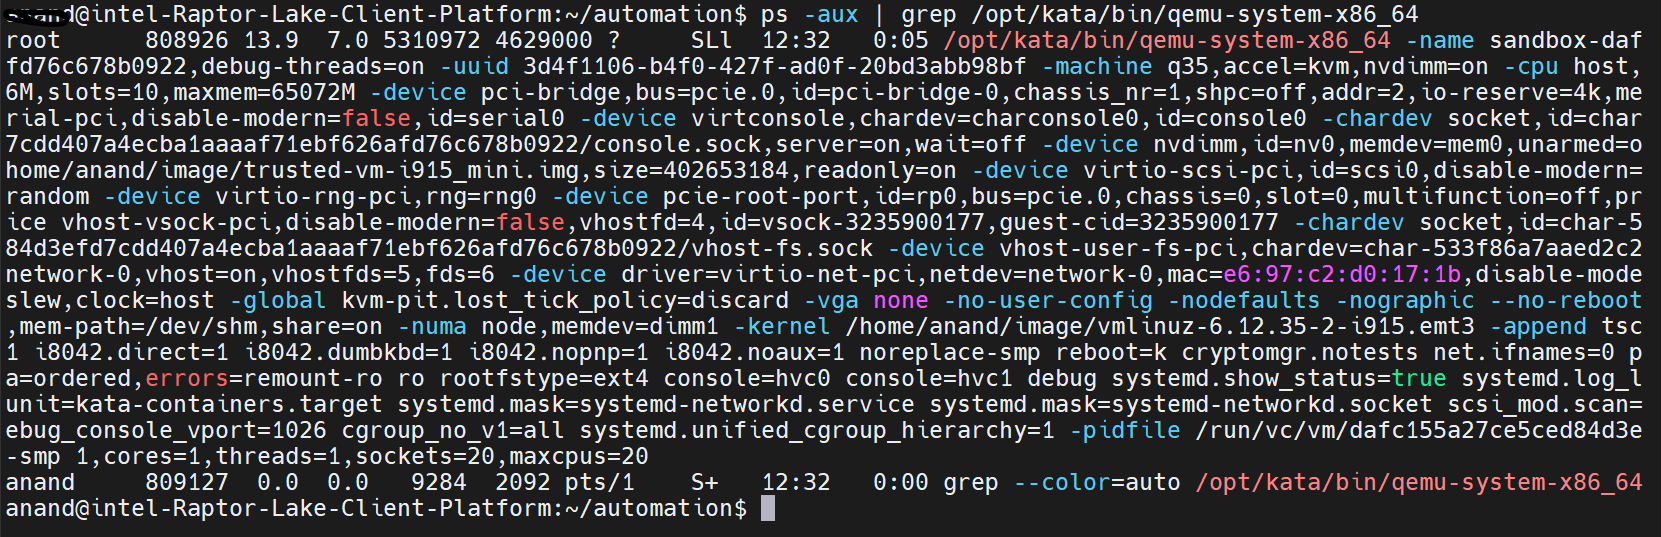 anand@intel-Raptor-Lake-Client-Platform:~/automation$ ps -aux | grep /opt/kata/bin/qemu-system-x86_64
root      808926 13.9  7.0 5310972 4629000 ?     SLl  12:32   0:05 /opt/kata/bin/qemu-system-x86_64 -name sandbox-daf
fd76c678b0922,debug-threads=on -uuid 3d4f1106-b4f0-427f-ad0f-20bd3abb98bf -machine q35,accel=kvm,nvdimm=on -cpu host,
6M,slots=10,maxmem=65072M -device pci-bridge,bus=pcie.0,id=pci-bridge-0,chassis_nr=1,shpc=off,addr=2,io-reserve=4k,me
rial-pci,disable-modern=false,id=serial0 -device virtconsole,chardev=charconsole0,id=console0 -chardev socket,id=char
7cdd407a4ecba1aaaaf71ebf626afd76c678b0922/console.sock,server=on,wait=off -device nvdimm,id=nv0,memdev=mem0,unarmed=o
home/anand/image/trusted-vm-i915_mini.img,size=402653184,readonly=on -device virtio-scsi-pci,id=scsi0,disable-modern=
random -device virtio-rng-pci,rng=rng0 -device pcie-root-port,id=rp0,bus=pcie.0,chassis=0,slot=0,multifunction=off,pr
ice vhost-vsock-pci,disable-modern=false,vhostfd=4,id=vsock-3235900177,guest-cid=3235900177 -chardev socket,id=char-5
84d3efd7cdd407a4ecba1aaaaf71ebf626afd76c678b0922/vhost-fs.sock -device vhost-user-fs-pci,chardev=char-533f86a7aaed2c2
network-0,vhost=on,vhostfds=5,fds=6 -device driver=virtio-net-pci,netdev=network-0,mac=e6:97:c2:d0:17:1b,disable-mode
slew,clock=host -global kvm-pit.lost_tick_policy=discard -vga none -no-user-config -nodefaults -nographic --no-reboot
,mem-path=/dev/shm,share=on -numa node,memdev=dimm1 -kernel /home/anand/image/vmlinuz-6.12.35-2-i915.emt3 -append tsc
1 i8042.direct=1 i8042.dumbkbd=1 i8042.nopnp=1 i8042.noaux=1 noreplace-smp reboot=k cryptomgr.notests net.ifnames=0 p
a=ordered,errors=remount-ro ro rootfstype=ext4 console=hvc0 console=hvc1 debug systemd.show_status=true systemd.log_l
unit=kata-containers.target systemd.mask=systemd-networkd.service systemd.mask=systemd-networkd.socket scsi_mod.scan=
ebug_console_vport=1026 cgroup_no_v1=all systemd.unified_cgroup_hierarchy=1 -pidfile /run/vc/vm/dafc155a27ce5ced84d3e
-smp 1,cores=1,threads=1,sockets=20,maxcpus=20
anand     809127  0.0  0.0   9284  2092 pts/1    S+   12:32   0:00 grep --color=auto /opt/kata/bin/qemu-system-x86_64
anand@intel-Raptor-Lake-Client-Platform:~/automation$